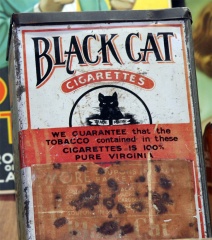 BLACK CAT
CIGARETTES
WE GUARANTEE that the
TOBACCO contained in these
CIGARETTES IS 100%
PURE VIRGINIA